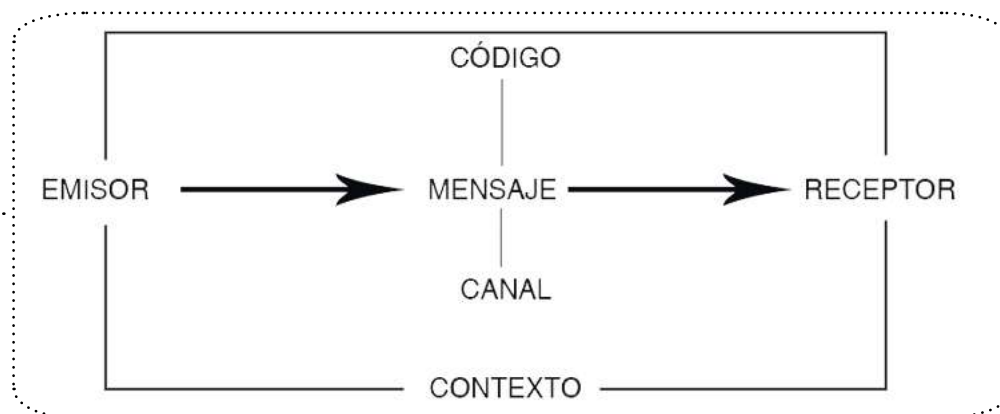 CÓDIGO
EMISOR MENSAJE RECEPTOR
CANAL
CONTEXTO